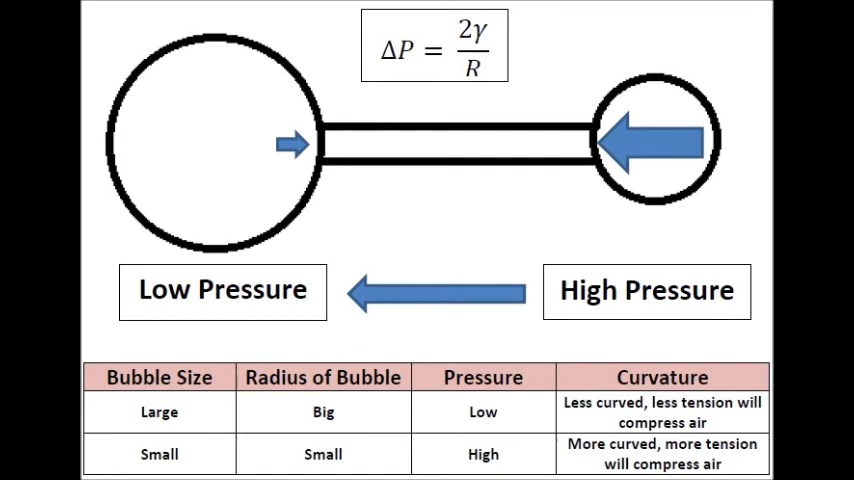 ΔP = 2γ/R
Low Pressure
High Pressure
Bubble Size Radius of Bubble Pressure Curvature
Large Big Low Less curved, less tension will
compress air
Small Small High More curved, more tension
will compress air